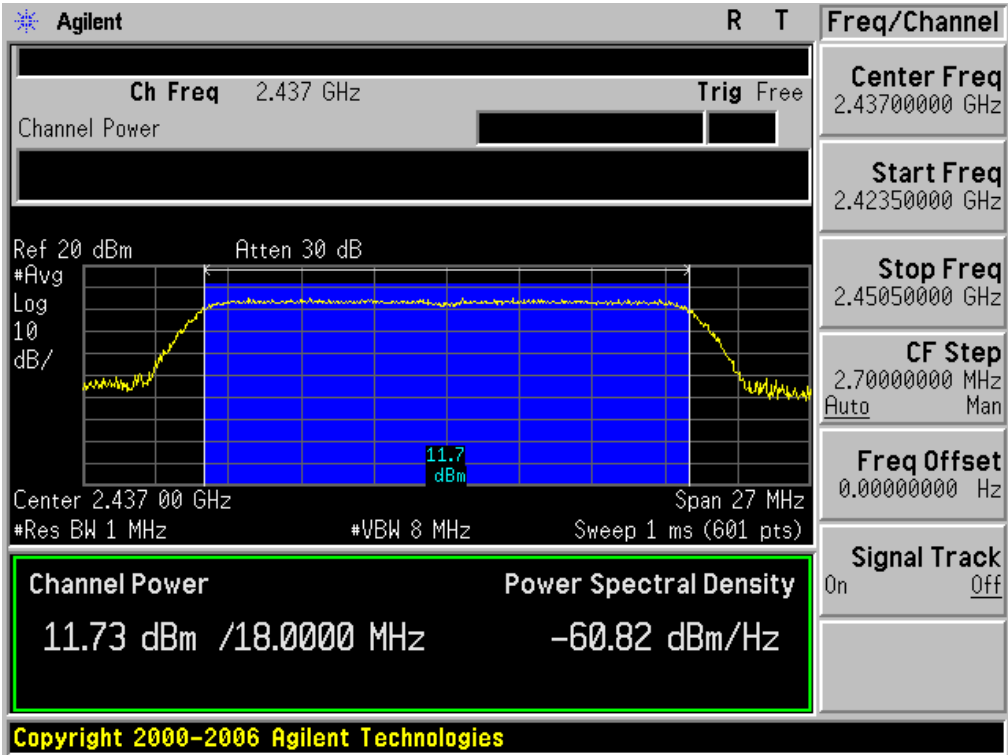 Agilent R T
Freq/Channel
Ch Freq 2.437 GHz Trig Free
Channel Power
Ref 20 dBm Atten 30 dB
#Avg
Log
10
dB/
11.7
dBm
Center 2.437 00 GHz Span 27 MHz
#Res BW 1 MHz #VBW 8 MHz Sweep 1 ms (601 pts)
Channel Power Power Spectral Density
11.73 dBm /18.0000 MHz -60.82 dBm/Hz
Center Freq
2.43700000 GHz
Start Freq
2.42350000 GHz
Stop Freq
2.45050000 GHz
CF Step
2.70000000 MHz
Auto Man
Freq Offset
0.00000000 Hz
Signal Track
On Off
Copyright 2000-2006 Agilent Technologies